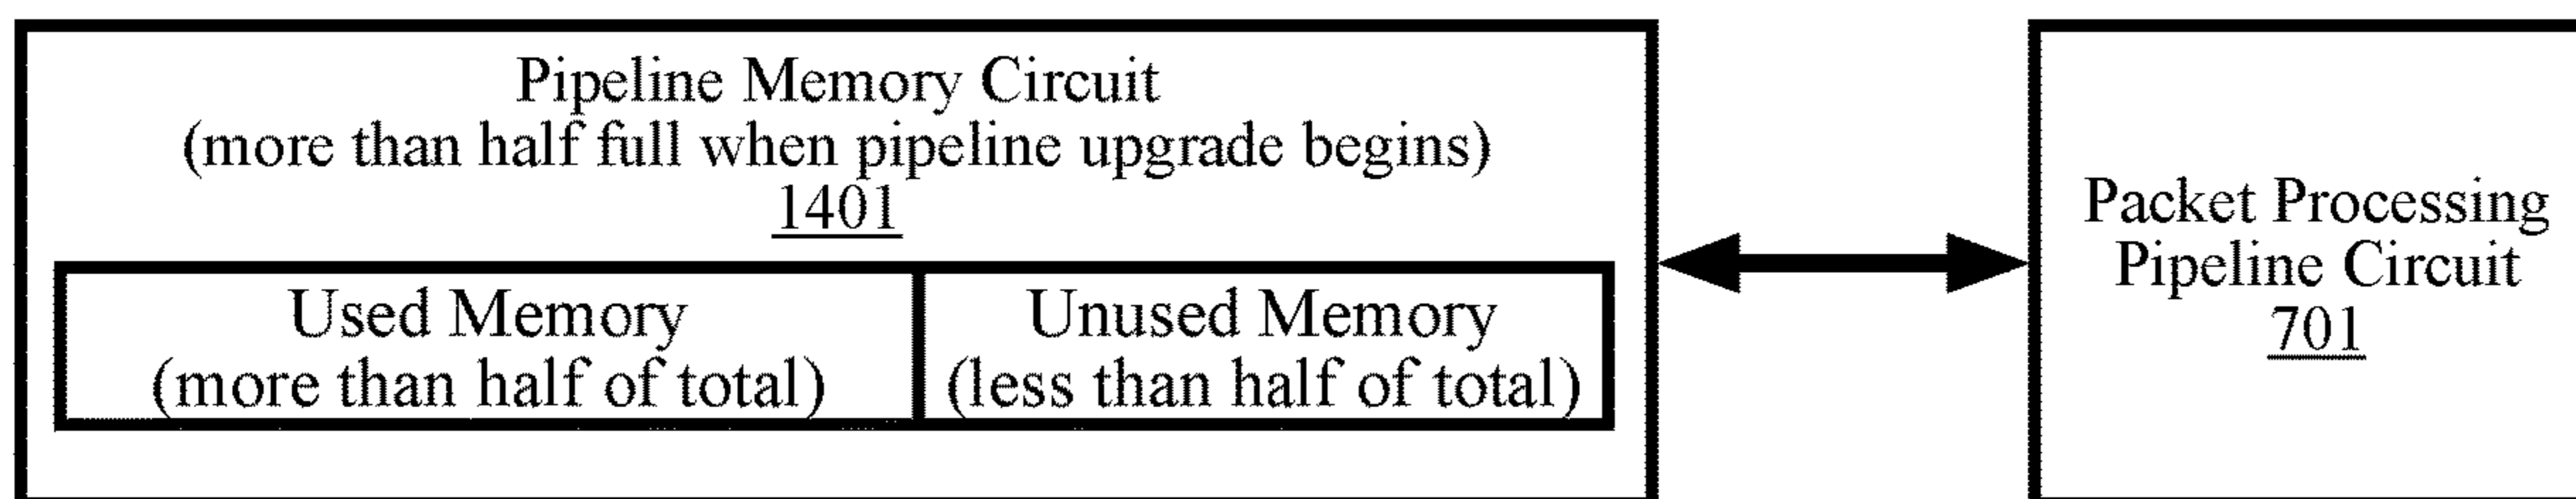 Pipeline Memory Circuit
(more than half full when pipeline upgrade begins)
1401
Used Memory
(more than half of total)
Unused Memory
(less than half of total)
Packet Processing
Pipeline Circuit
701